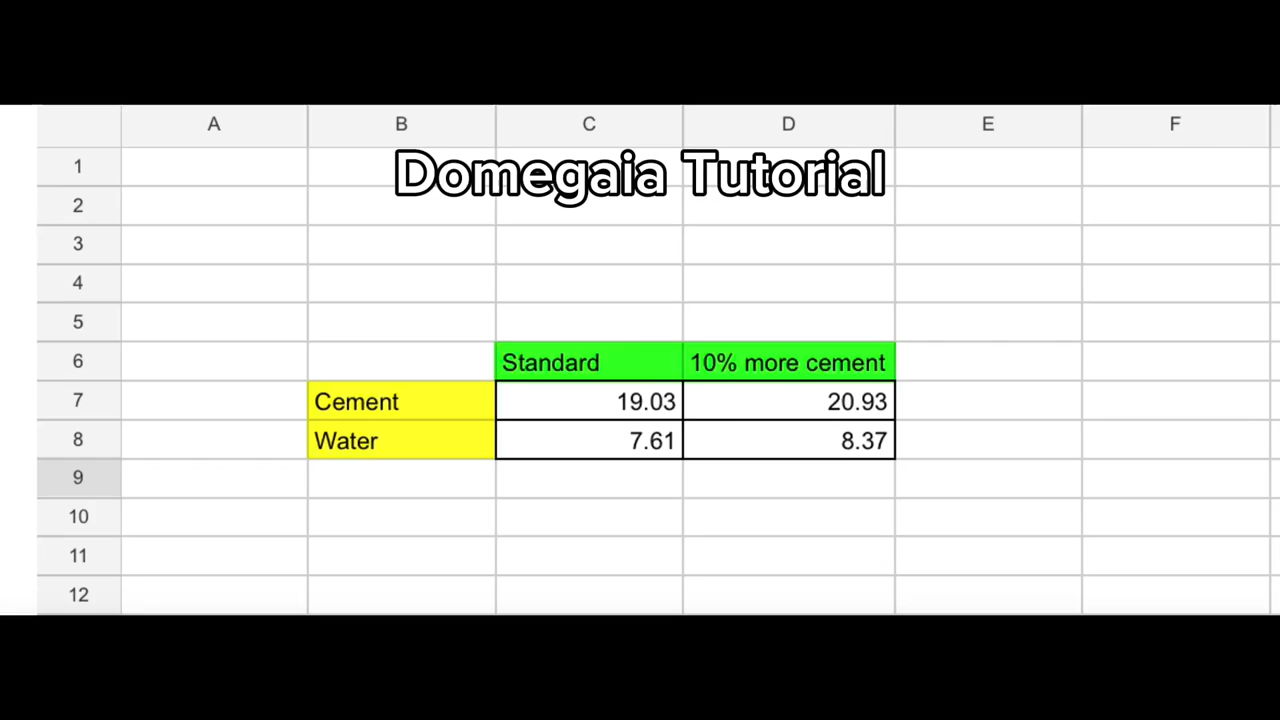 A B C D E F
1
Domegaia Tutorial
2
3
4
5
6 Standard 10% more cement
7 Cement 19.03 20.93
8 Water 7.61 8.37
9
10
11
12